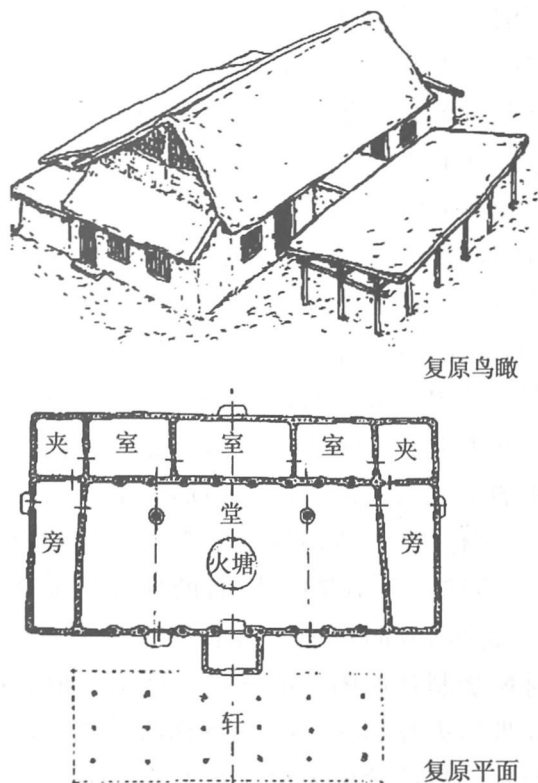 复原鸟瞰
夹 室 室 室 夹
堂
旁 火塘 旁
轩
复原平面